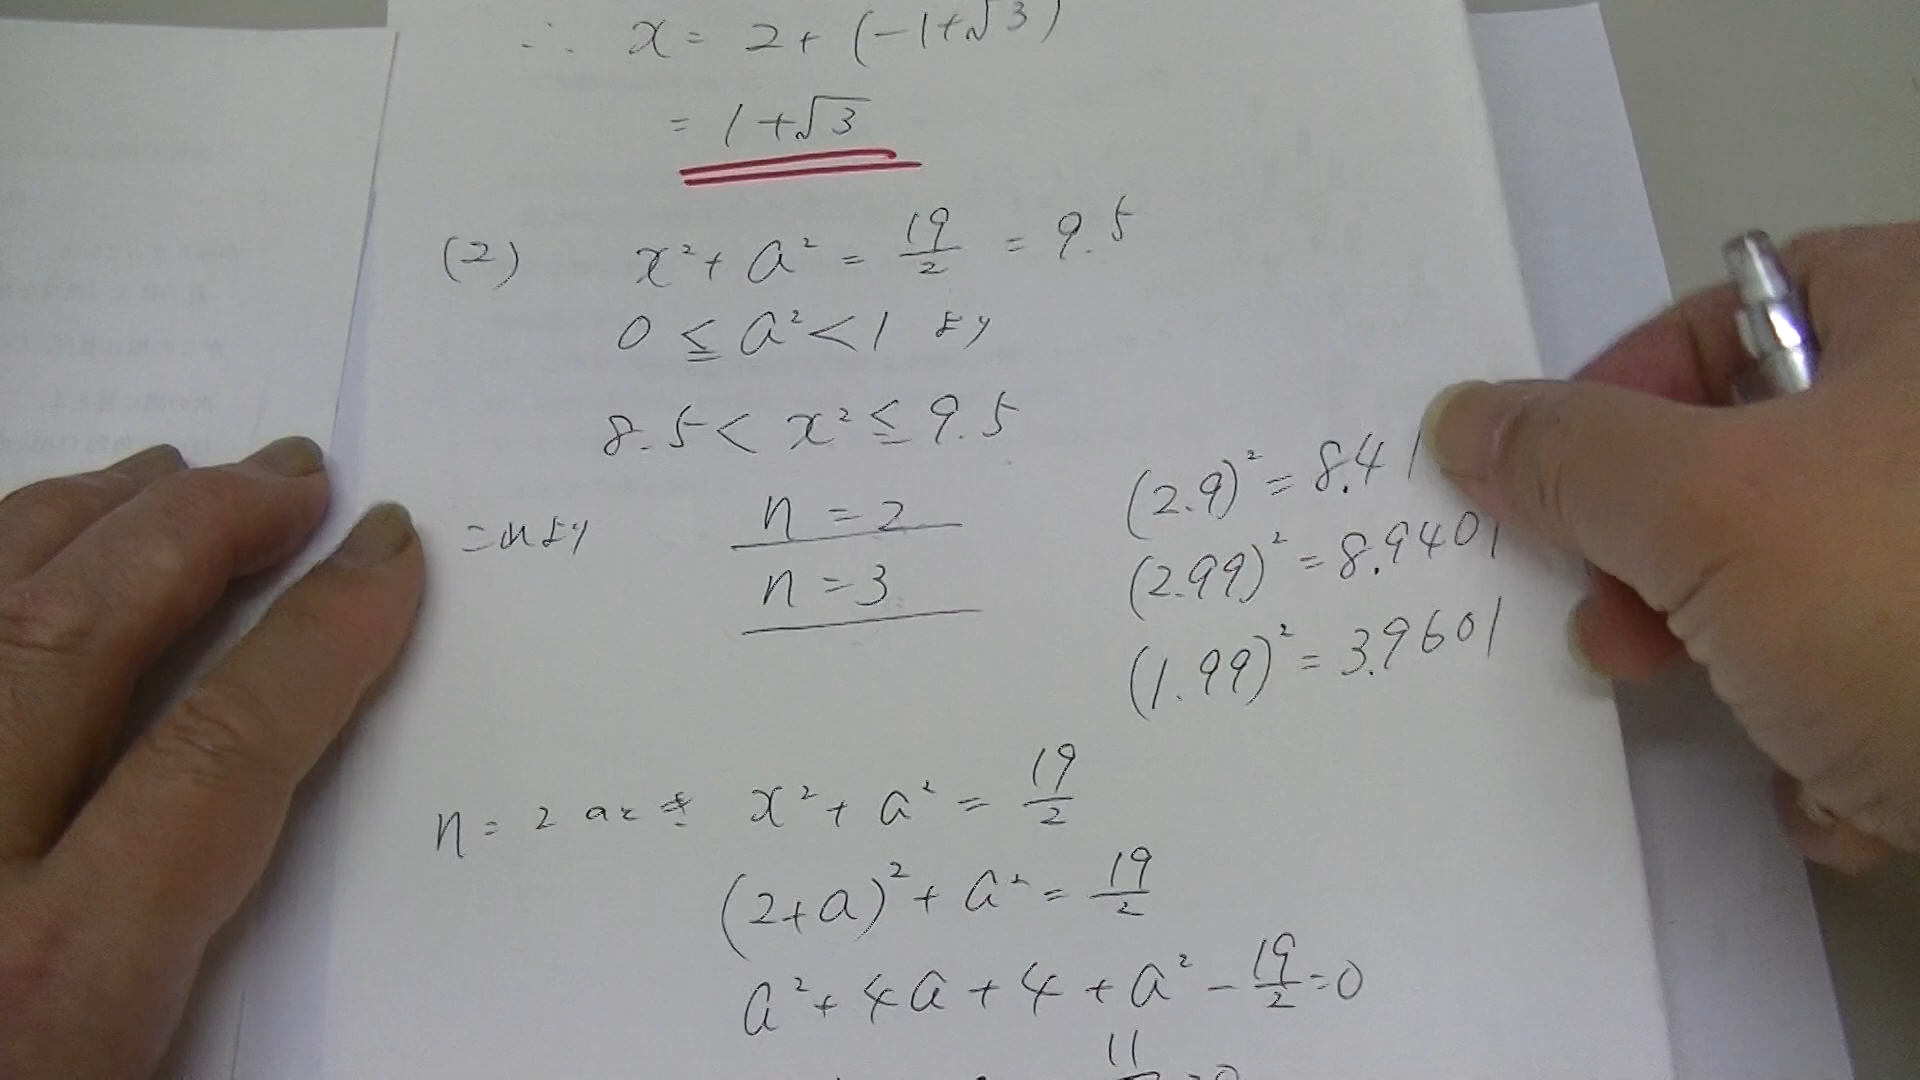 ∴ x = 2+(-1+√3)
= 1+√3
(2) x²+a² = 19/2 = 9.5
0 ≦ a² < 1 より
8.5 < x² ≦ 9.5
これより n=2
n=3
(2.9)² = 8.41
(2.99)² = 8.9401
(1.99)² = 3.9601
n=2 のとき x²+a² = 19/2
(2+a)²+a² = 19/2
a²+4a+4+a²-19/2=0
11